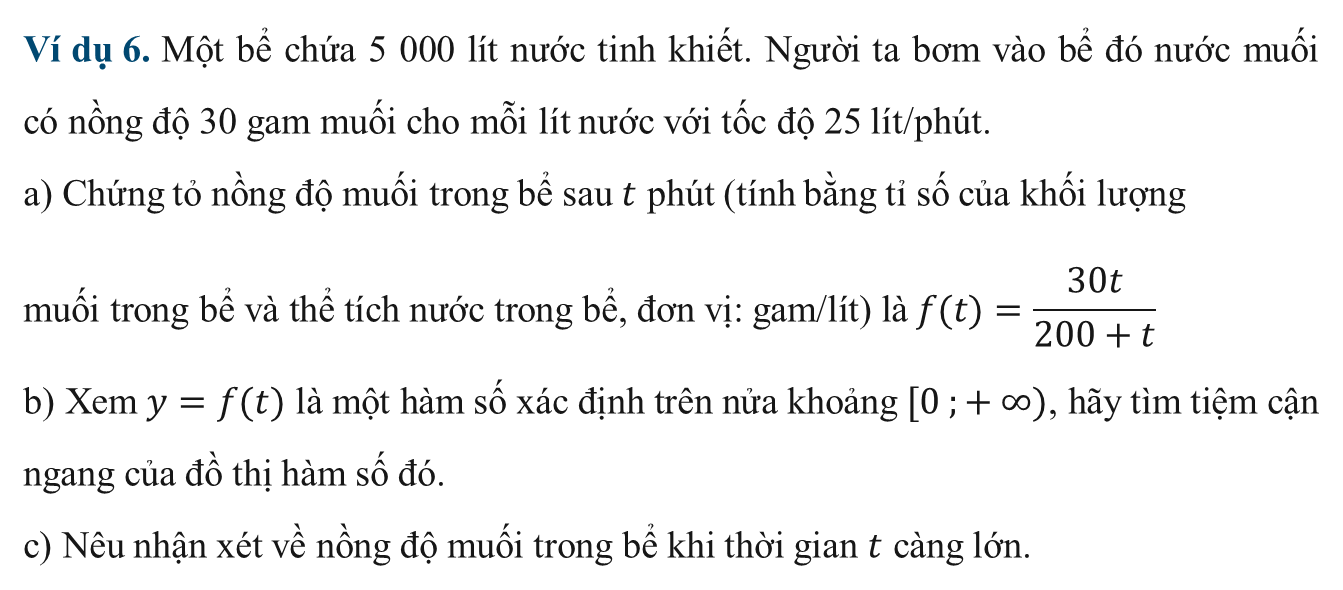 Ví dụ 6. Một bể chứa 5 000 lít nước tinh khiết. Người ta bơm vào bể đó nước muối
có nồng độ 30 gam muối cho mỗi lít nước với tốc độ 25 lít/phút.
a) Chứng tỏ nồng độ muối trong bể sau t phút (tính bằng tỉ số của khối lượng
muối trong bể và thể tích nước trong bể, đơn vị: gam/lít) là f(t) = 30t / (200 + t)
b) Xem y = f(t) là một hàm số xác định trên nửa khoảng [0 ; + ∞), hãy tìm tiệm cận
ngang của đồ thị hàm số đó.
c) Nêu nhận xét về nồng độ muối trong bể khi thời gian t càng lớn.